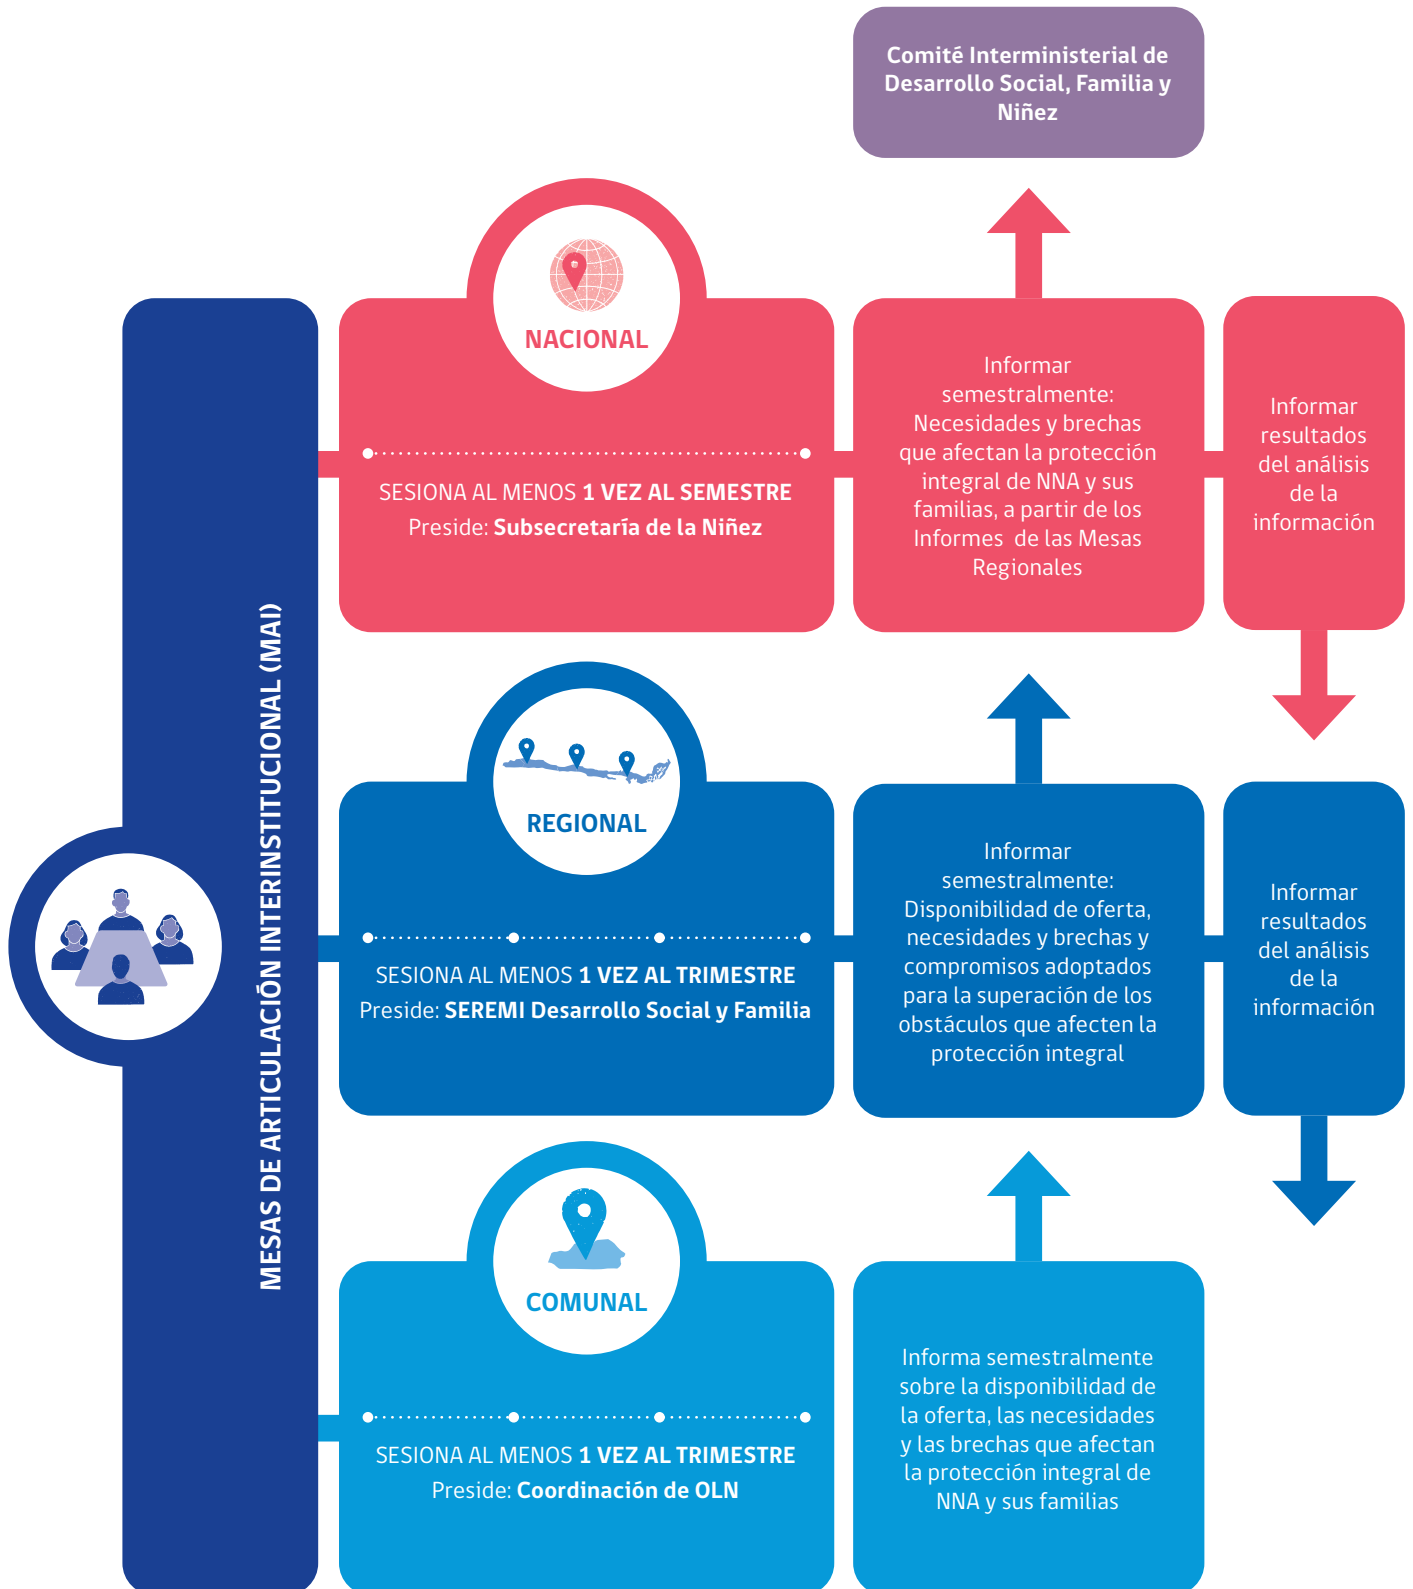 Comité Interministerial de
Desarrollo Social, Familia y
Niñez
MESAS DE ARTICULACIÓN INTERINSTITUCIONAL (MAI)
NACIONAL
SESIONA AL MENOS 1 VEZ AL SEMESTRE
Preside: Subsecretaría de la Niñez
Informar
semestralmente:
Necesidades y brechas
que afectan la protección
integral de NNA y sus
familias, a partir de los
Informes de las Mesas
Regionales
Informar
resultados
del análisis
de la
información
REGIONAL
SESIONA AL MENOS 1 VEZ AL TRIMESTRE
Preside: SEREMI Desarrollo Social y Familia
Informar
semestralmente:
Disponibilidad de oferta,
necesidades y brechas y
compromisos adoptados
para la superación de los
obstáculos que afecten la
protección integral
Informar
resultados
del análisis
de la
información
COMUNAL
SESIONA AL MENOS 1 VEZ AL TRIMESTRE
Preside: Coordinación de OLN
Informa semestralmente
sobre la disponibilidad de
la oferta, las necesidades
y las brechas que afectan
la protección integral de
NNA y sus familias